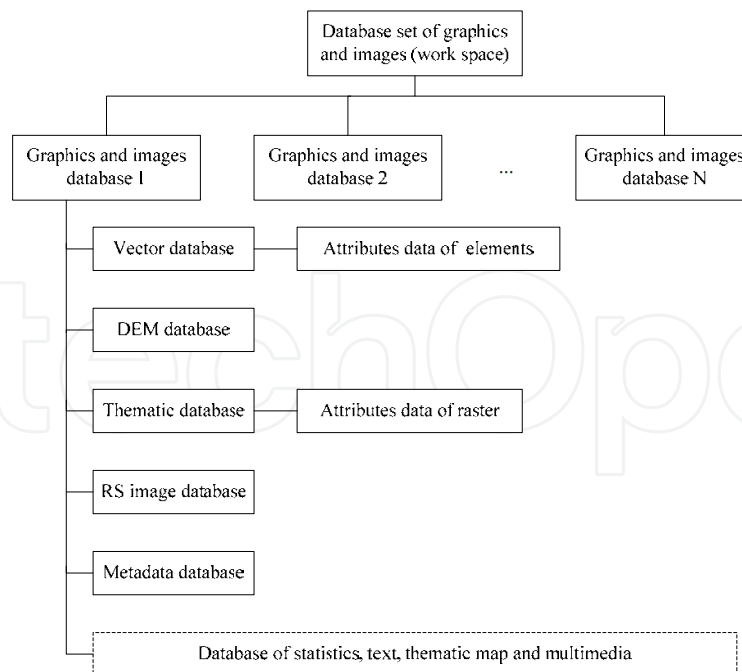 Database set of graphics
and images (work space)
Graphics and images
database 1
Graphics and images
database 2
...
Graphics and images
database N
Vector database
Attributes data of elements
DEM database
Thematic database
Attributes data of raster
RS image database
Metadata database
Database of statistics, text, thematic map and multimedia